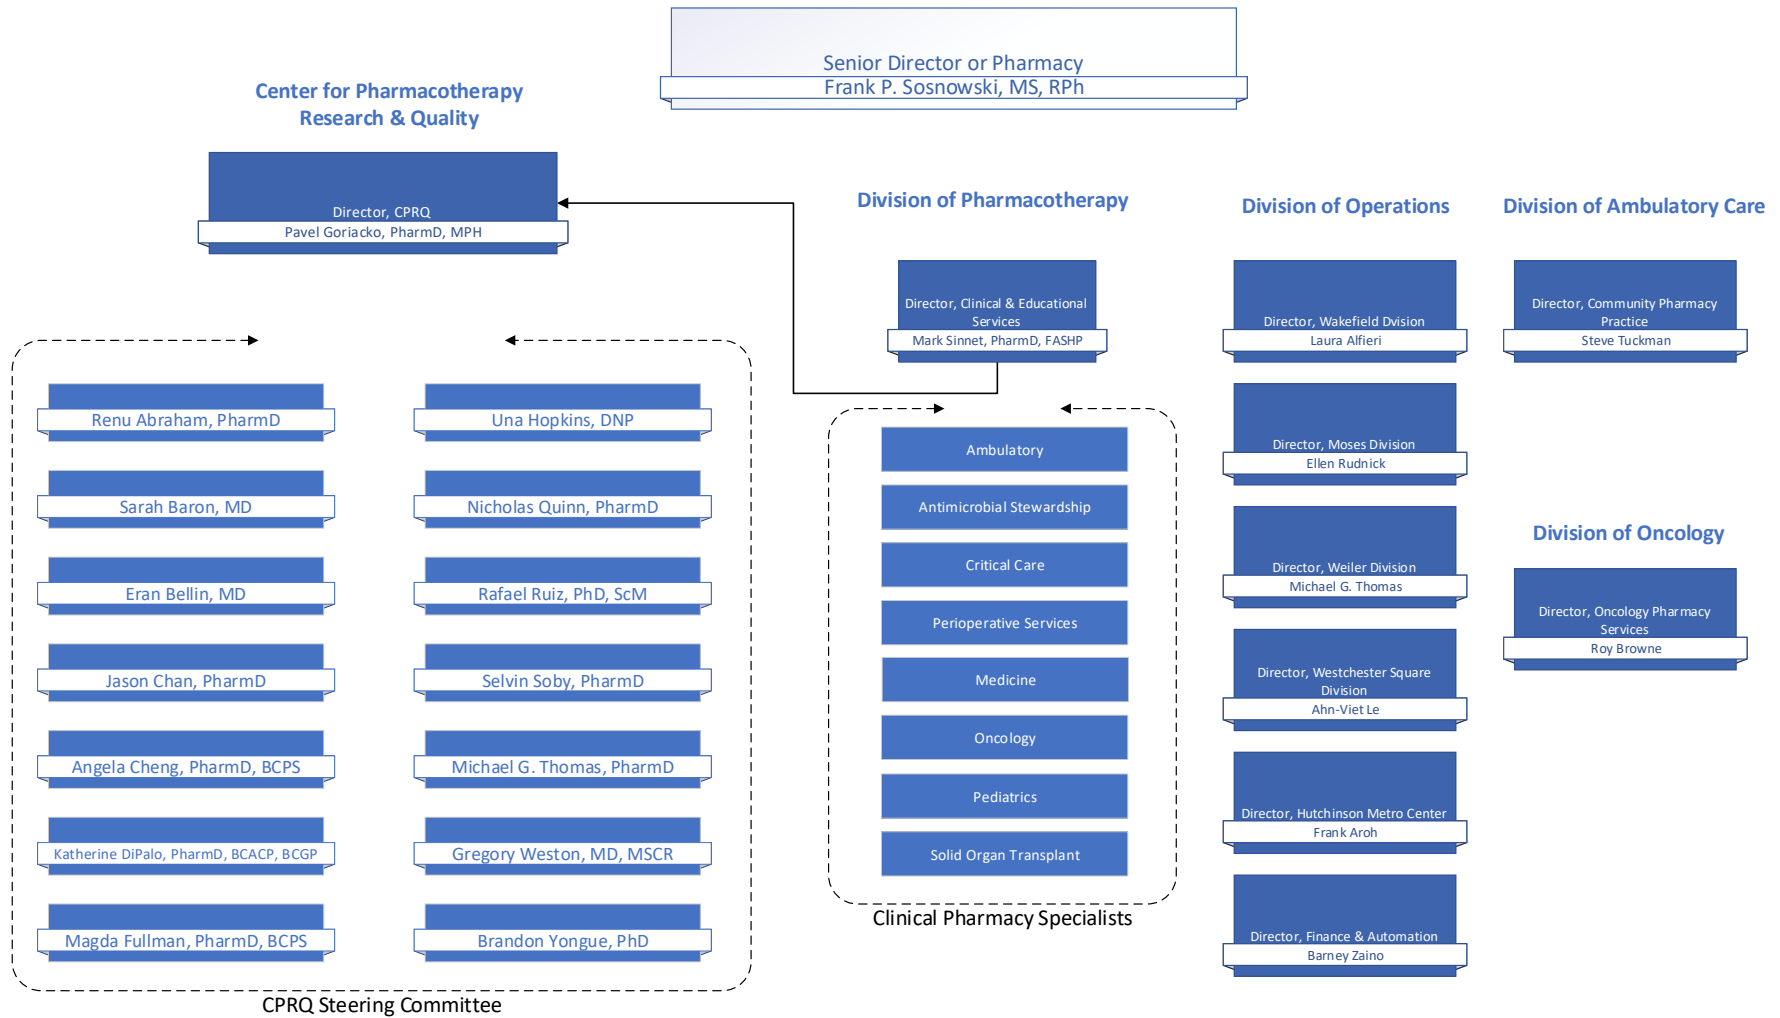 Senior Director or Pharmacy
Frank P. Sosnowski, MS, RPh
Center for Pharmacotherapy
Research & Quality
Director, CPRQ
Pavel Goriacko, PharmD, MPH
Renu Abraham, PharmD
Una Hopkins, DNP
Sarah Baron, MD
Nicholas Quinn, PharmD
Eran Bellin, MD
Rafael Ruiz, PhD, ScM
Jason Chan, PharmD
Selvin Soby, PharmD
Angela Cheng, PharmD, BCPS
Michael G. Thomas, PharmD
Katherine DiPalo, PharmD, BCACP, BCGP
Gregory Weston, MD, MSCR
Magda Fullman, PharmD, BCPS
Brandon Yongue, PhD
CPRQ Steering Committee
Division of Pharmacotherapy
Director, Clinical & Educational
Services
Mark Sinnet, PharmD, FASHP
Ambulatory
Antimicrobial Stewardship
Critical Care
Perioperative Services
Medicine
Oncology
Pediatrics
Solid Organ Transplant
Clinical Pharmacy Specialists
Division of Operations
Director, Wakefield Dvision
Laura Alfieri
Director, Moses Division
Ellen Rudnick
Director, Weiler Division
Michael G. Thomas
Director, Westchester Square
Division
Ahn-Viet Le
Director, Hutchinson Metro Center
Frank Aroh
Director, Finance & Automation
Barney Zaino
Division of Ambulatory Care
Director, Community Pharmacy
Practice
Steve Tuckman
Division of Oncology
Director, Oncology Pharmacy
Services
Roy Browne